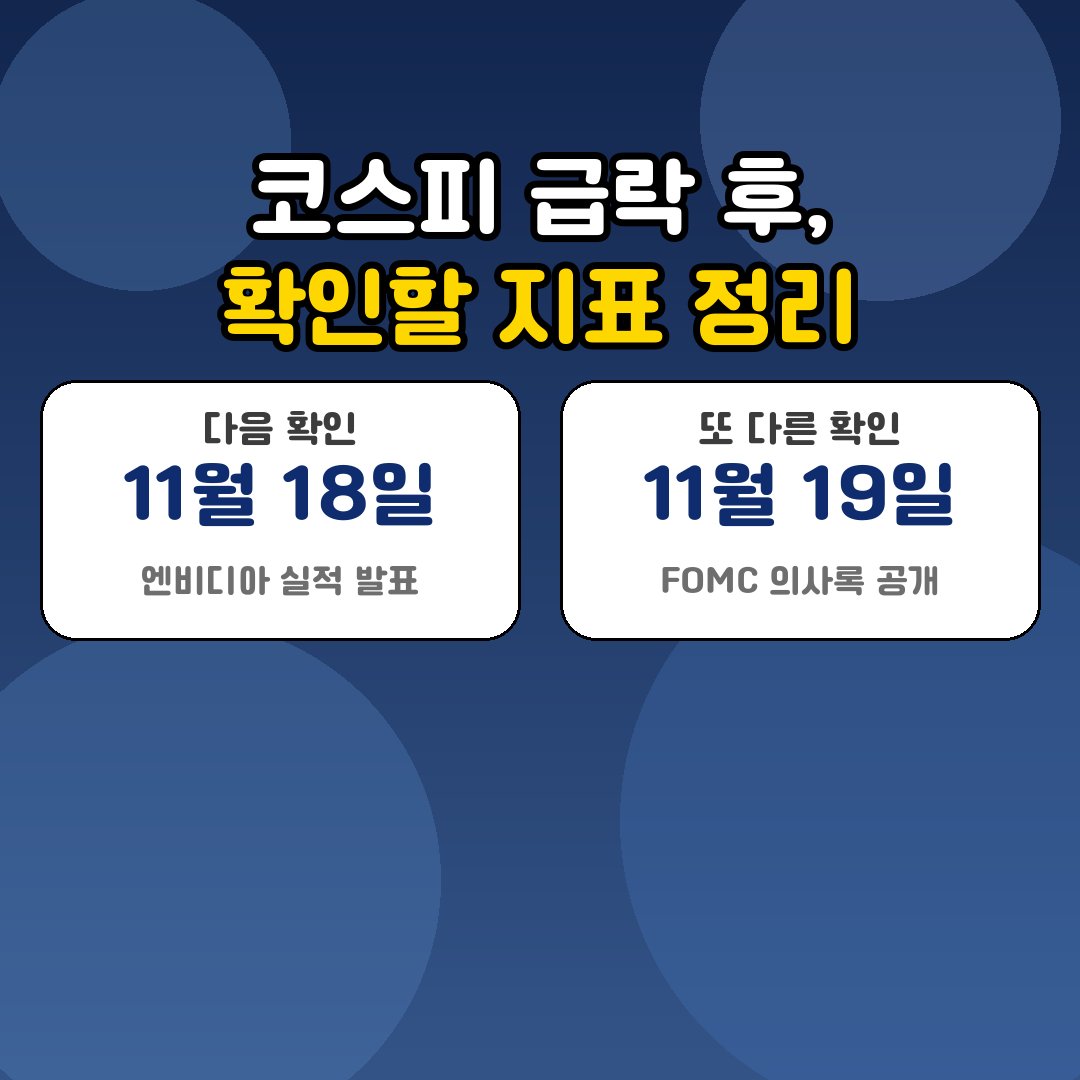 코스피 급락 후,
확인할 지표 정리
다음 확인
11월 18일
엔비디아 실적 발표
또 다른 확인
11월 19일
FOMC 의사록 공개